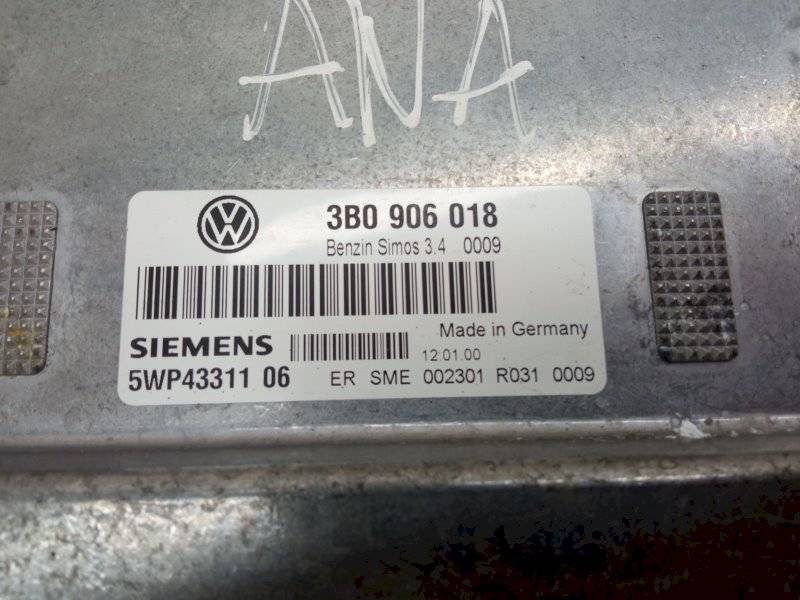 ANA
VW
3B0 906 018
Benzin Simos 3.4 0009
Made in Germany
SIEMENS 12.01.00
5WP43311 06 ER SME 002301 R031 0009